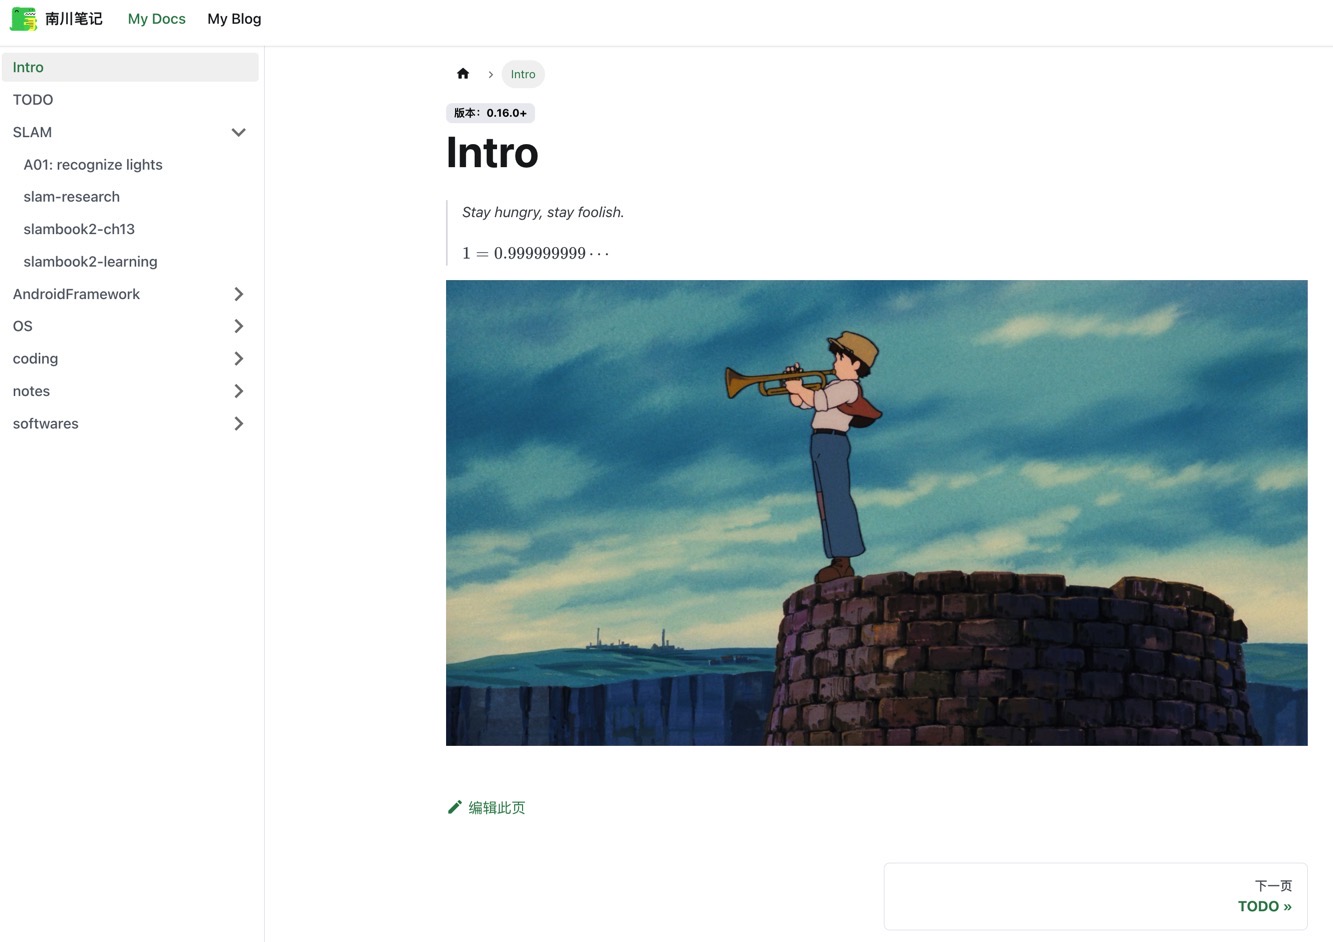 南川笔记 My Docs My Blog
Intro
TODO
SLAM
A01: recognize lights
slam-research
slambook2-ch13
slambook2-learning
AndroidFramework
OS
coding
notes
softwares
Intro
版本：0.16.0+
Intro
Stay hungry, stay foolish.
1 = 0.999999999⋯
编辑此页
下一页
TODO »